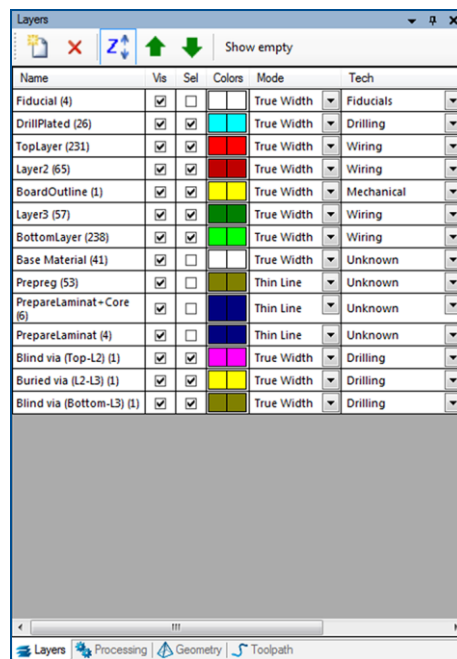 Layers
Z
Show empty
Name Vis Sel Colors Mode Tech
Fiducial (4) True Width Fiducials
DrillPlated (26) True Width Drilling
TopLayer (231) True Width Wiring
Layer2 (65) True Width Wiring
BoardOutline (1) True Width Mechanical
Layer3 (57) True Width Wiring
BottomLayer (238) True Width Wiring
Base Material (41) True Width Unknown
Prepreg (53) Thin Line Unknown
PrepareLaminat+Core
(6) Thin Line Unknown
PrepareLaminat (4) Thin Line Unknown
Blind via (Top-L2) (1) True Width Drilling
Buried via (L2-L3) (1) True Width Drilling
Blind via (Bottom-L3) (1) True Width Drilling
Layers Processing Geometry Toolpath